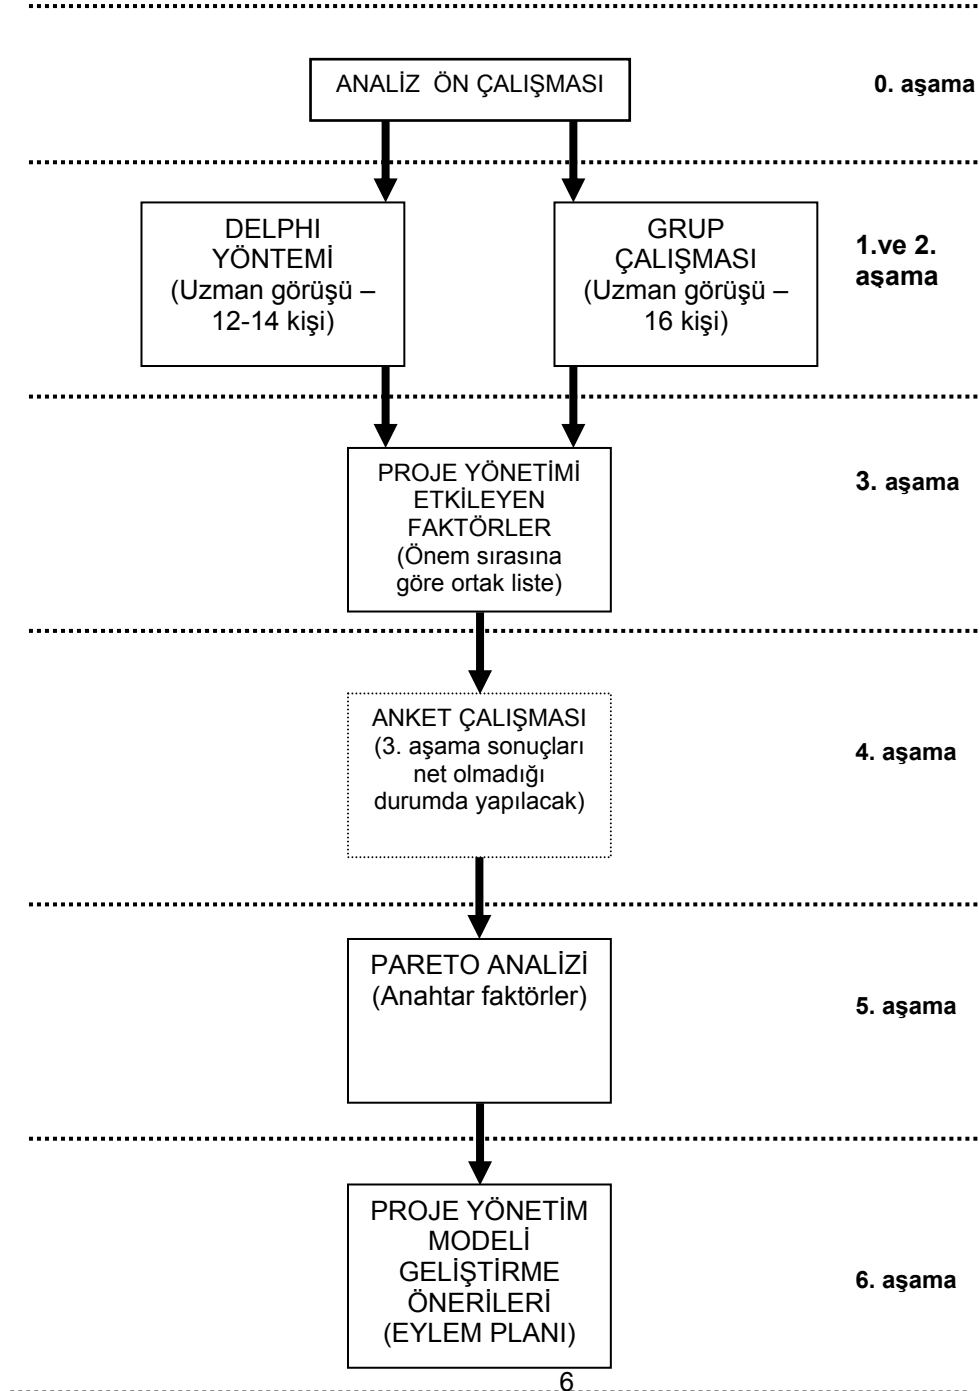 ANALİZ ÖN ÇALIŞMASI
0. aşama
DELPHI
YÖNTEMİ
(Uzman görüşü –
12-14 kişi)
GRUP
ÇALIŞMASI
(Uzman görüşü –
16 kişi)
1.ve 2.
aşama
PROJE YÖNETİMİ
ETKİLEYEN
FAKTÖRLER
(Önem sırasına
göre ortak liste)
3. aşama
ANKET ÇALIŞMASI
(3. aşama sonuçları
net olmadığı
durumda yapılacak)
4. aşama
PARETO ANALİZİ
(Anahtar faktörler)
5. aşama
PROJE YÖNETİM
MODELİ
GELİŞTİRME
ÖNERİLERİ
(EYLEM PLANI)
6. aşama
6